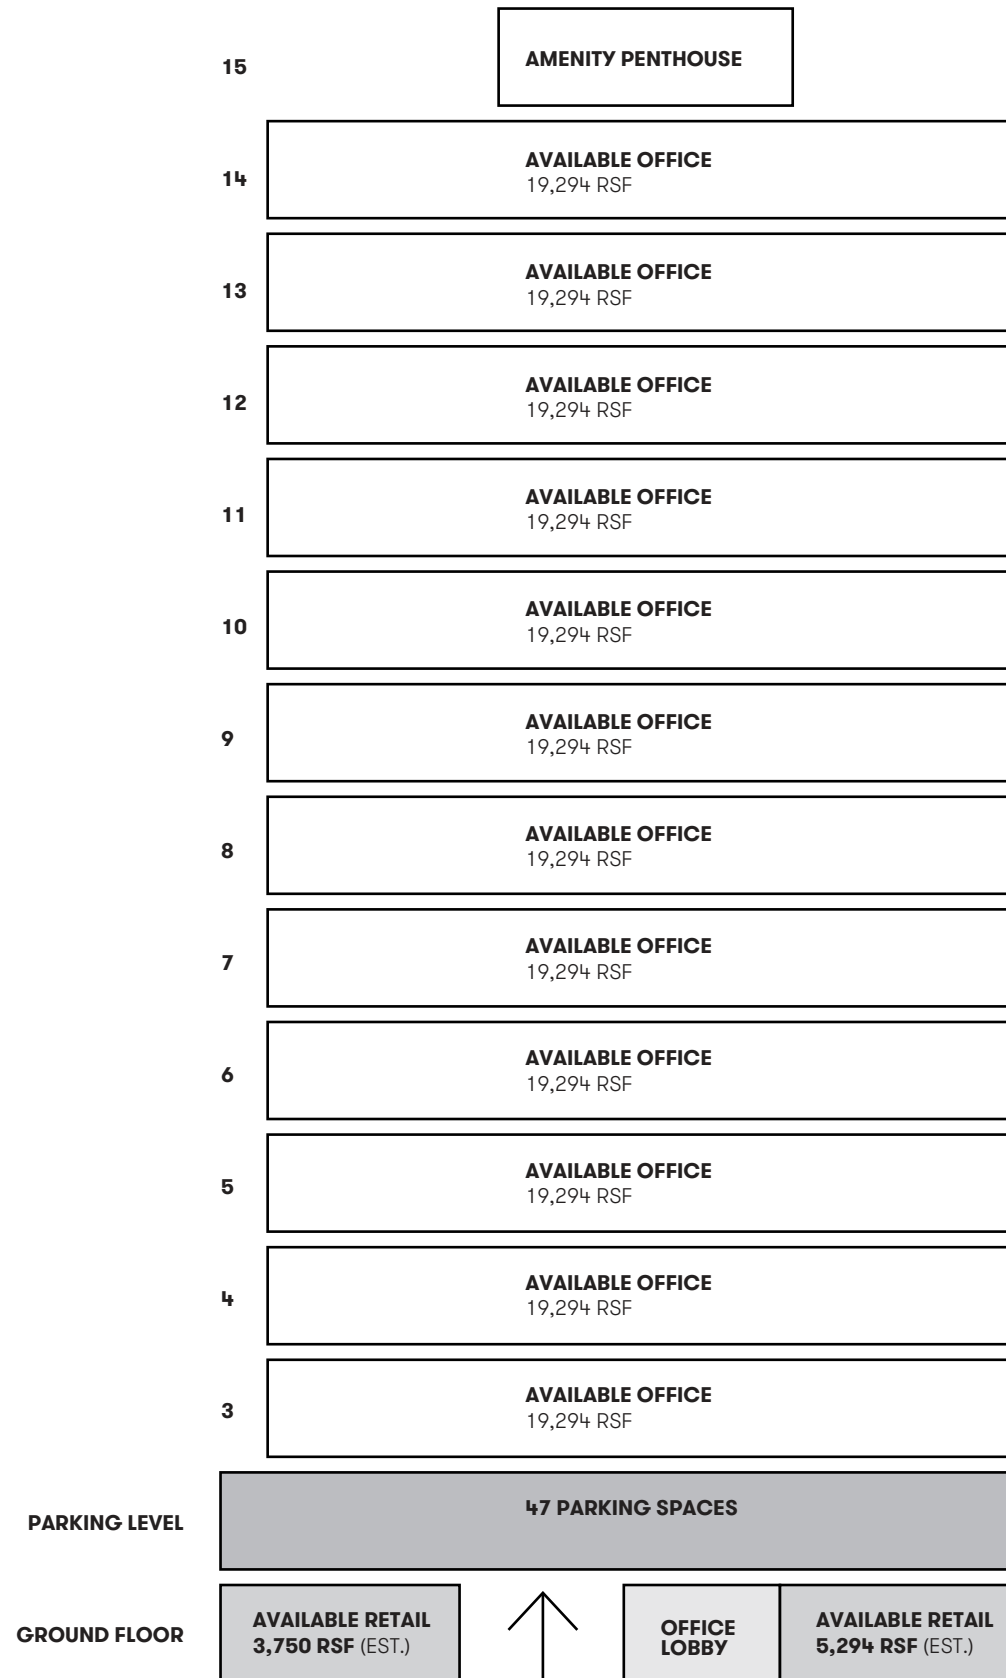 15
AMENITY PENTHOUSE
14
AVAILABLE OFFICE
19,294 RSF
13
AVAILABLE OFFICE
19,294 RSF
12
AVAILABLE OFFICE
19,294 RSF
11
AVAILABLE OFFICE
19,294 RSF
10
AVAILABLE OFFICE
19,294 RSF
9
AVAILABLE OFFICE
19,294 RSF
8
AVAILABLE OFFICE
19,294 RSF
7
AVAILABLE OFFICE
19,294 RSF
6
AVAILABLE OFFICE
19,294 RSF
5
AVAILABLE OFFICE
19,294 RSF
4
AVAILABLE OFFICE
19,294 RSF
3
AVAILABLE OFFICE
19,294 RSF
PARKING LEVEL
47 PARKING SPACES
GROUND FLOOR
AVAILABLE RETAIL
3,750 RSF (EST.)
OFFICE
LOBBY
AVAILABLE RETAIL
5,294 RSF (EST.)